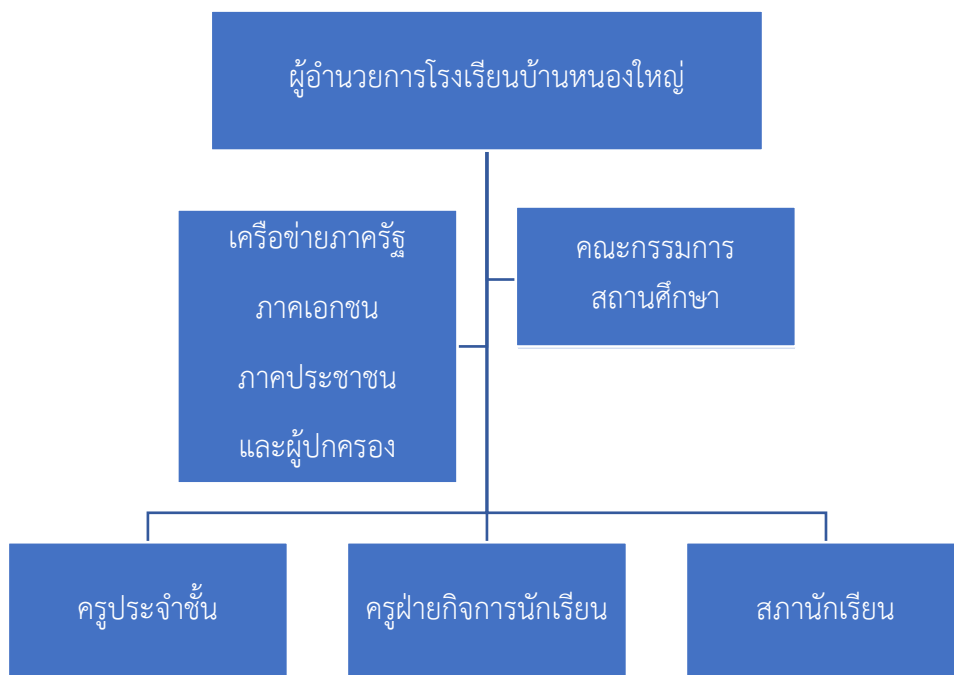 ผู้อำนวยการโรงเรียนบ้านหนองใหญ่
เครือข่ายภาครัฐ
ภาคเอกชน
ภาคประชาชน
และผู้ปกครอง
คณะกรรมการ
สถานศึกษา
ครูประจำชั้น
ครูฝ่ายกิจการนักเรียน
สภานักเรียน